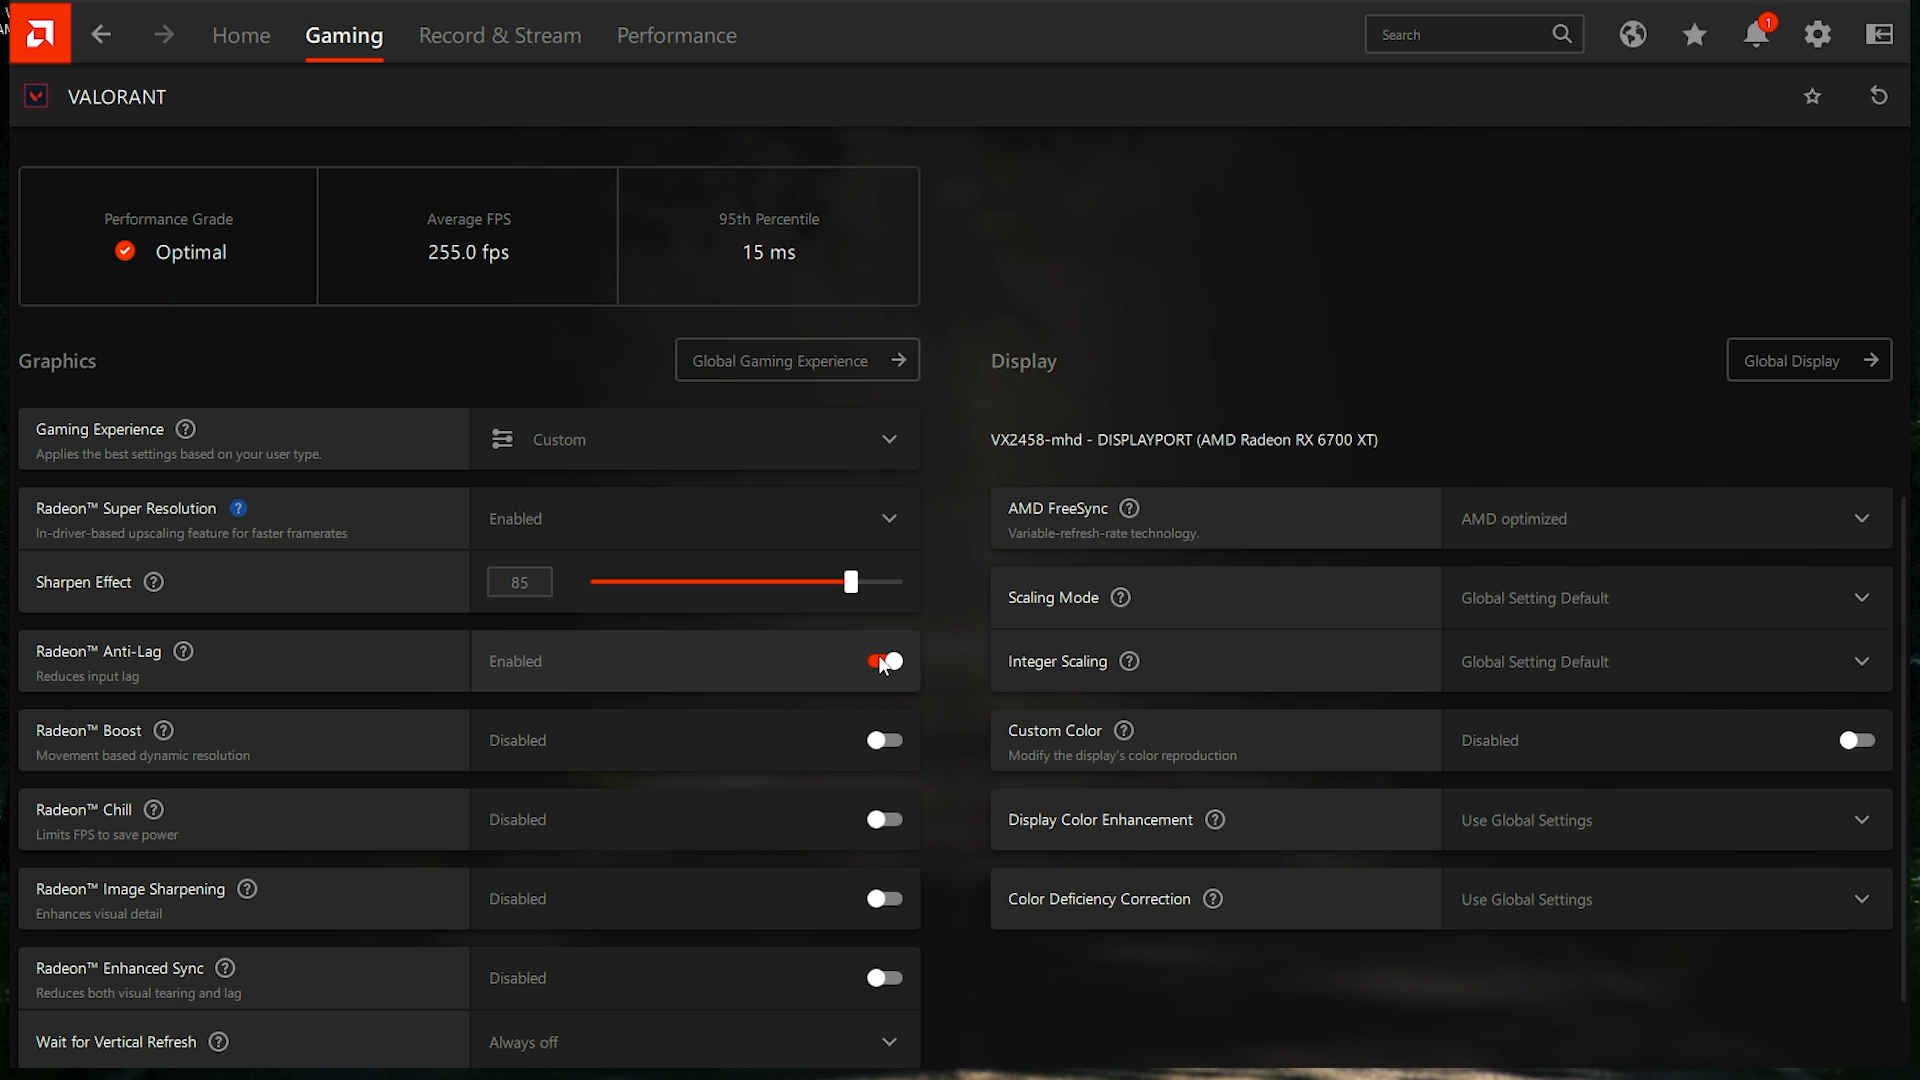 Home
Gaming
Record & Stream
Performance
Search
1
VALORANT
Performance Grade
Optimal
Average FPS
255.0 fps
95th Percentile
15 ms
Graphics
Global Gaming Experience
Gaming Experience ?
Applies the best settings based on your user type.
Custom
Radeon™ Super Resolution ?
In-driver-based upscaling feature for faster framerates
Enabled
Sharpen Effect ?
85
Radeon™ Anti-Lag ?
Reduces input lag
Enabled
Radeon™ Boost ?
Movement based dynamic resolution
Disabled
Radeon™ Chill ?
Limits FPS to save power
Disabled
Radeon™ Image Sharpening ?
Enhances visual detail
Disabled
Radeon™ Enhanced Sync ?
Reduces both visual tearing and lag
Disabled
Wait for Vertical Refresh ?
Always off
Display
Global Display
VX2458-mhd - DISPLAYPORT (AMD Radeon RX 6700 XT)
AMD FreeSync ?
Variable-refresh-rate technology.
AMD optimized
Scaling Mode ?
Global Setting Default
Integer Scaling ?
Global Setting Default
Custom Color ?
Modify the display's color reproduction
Disabled
Display Color Enhancement ?
Use Global Settings
Color Deficiency Correction ?
Use Global Settings